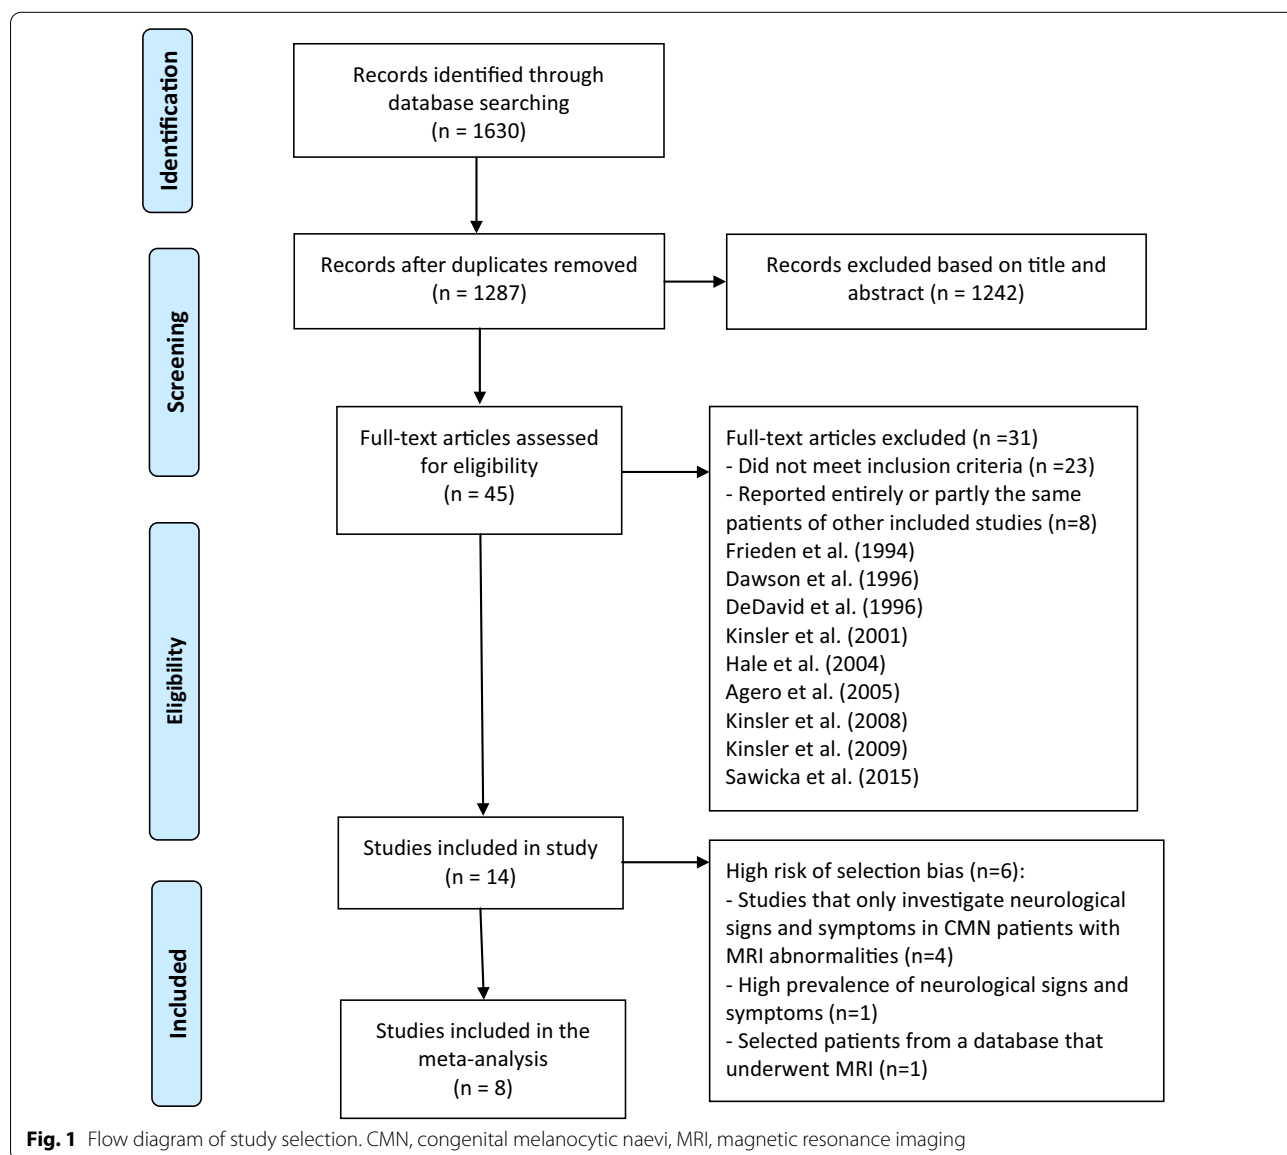 Identification
Records identified through
database searching
(n = 1630)
Screening
Records after duplicates removed
(n = 1287)
Records excluded based on title and
abstract (n = 1242)
Full-text articles assessed
for eligibility
(n = 45)
Full-text articles excluded (n =31)
- Did not meet inclusion criteria (n =23)
- Reported entirely or partly the same
patients of other included studies (n=8)
Frieden et al. (1994)
Dawson et al. (1996)
DeDavid et al. (1996)
Kinsler et al. (2001)
Hale et al. (2004)
Agero et al. (2005)
Kinsler et al. (2008)
Kinsler et al. (2009)
Sawicka et al. (2015)
Eligibility
Studies included in study
(n = 14)
High risk of selection bias (n=6):
- Studies that only investigate neurological
signs and symptoms in CMN patients with
MRI abnormalities (n=4)
- High prevalence of neurological signs and
symptoms (n=1)
- Selected patients from a database that
underwent MRI (n=1)
Included
Studies included in the
meta-analysis
(n = 8)
Fig. 1 Flow diagram of study selection. CMN, congenital melanocytic naevi, MRI, magnetic resonance imaging